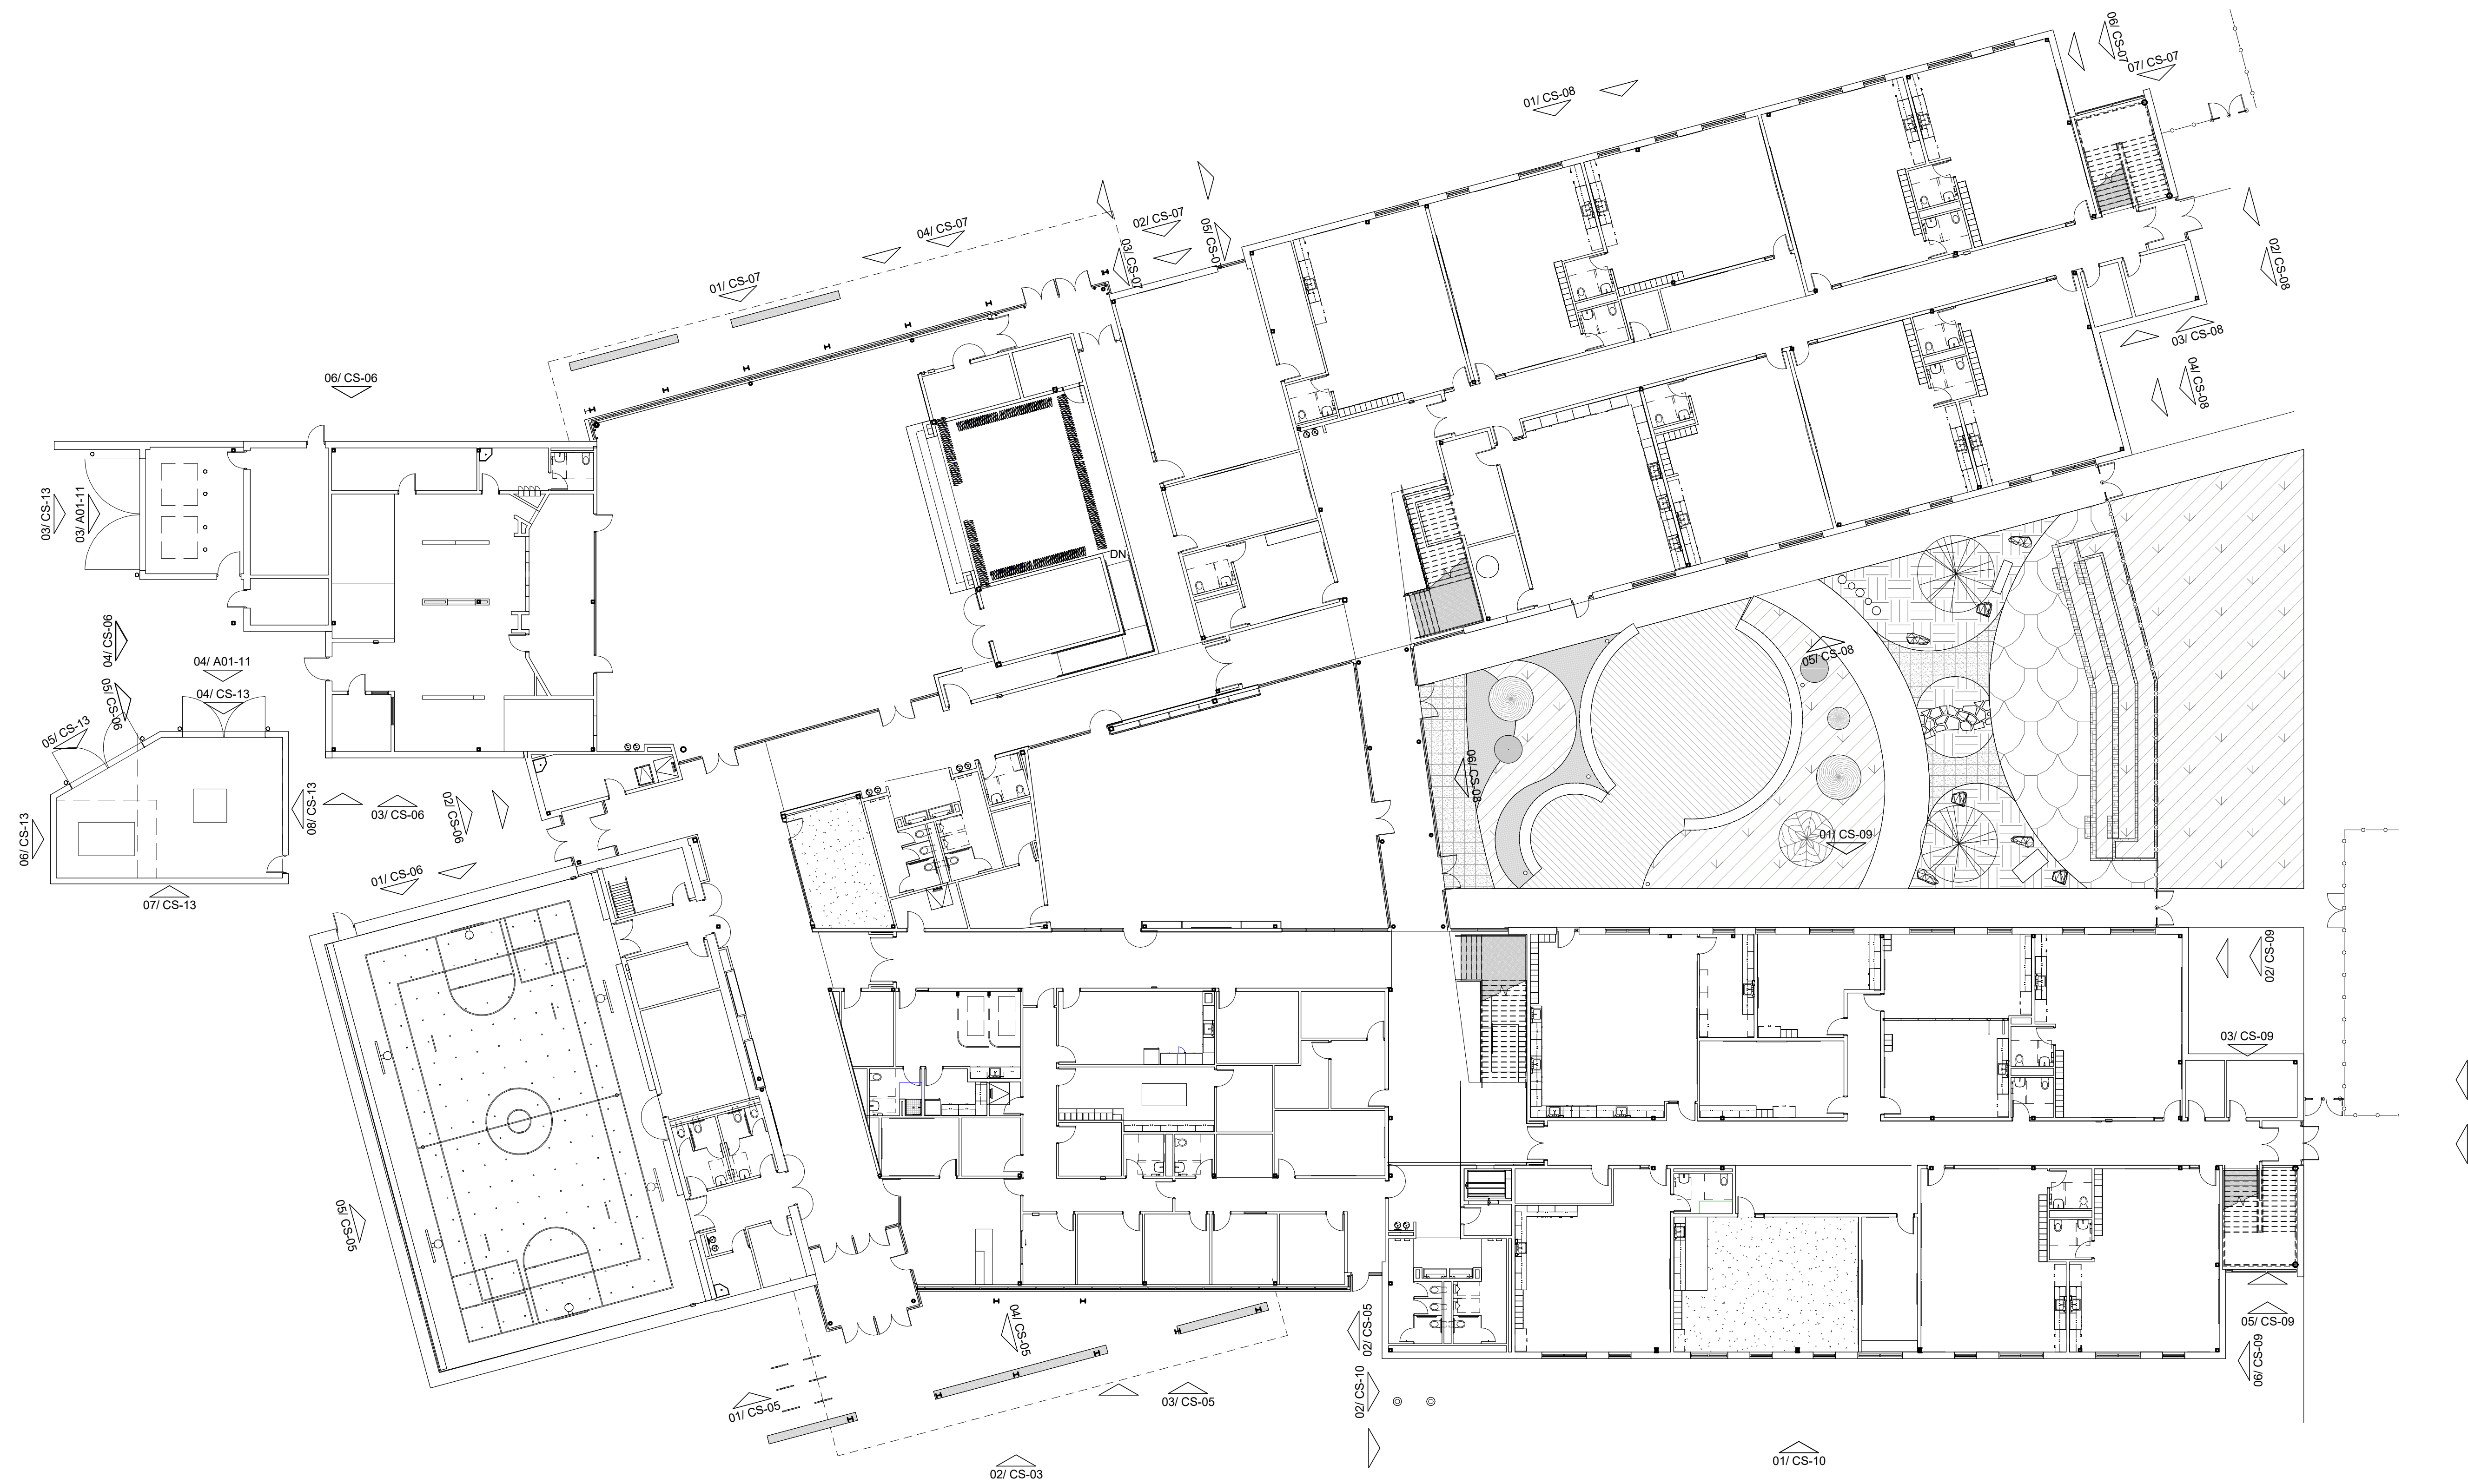 06/ CS-07
07/ CS-07
01/ CS-08
04/ CS-07
02/ CS-07
05/ CS-07
03/ CS-07
01/ CS-07
02/ CS-08
03/ CS-08
04/ CS-08
06/ CS-06
03/ CS-13
03/ A01-11
DN
04/ CS-06
04/ A01-11
04/ CS-13
05/ CS-06
05/ CS-13
05/ CS-08
06/ CS-08
06/ CS-13
08/ CS-13
03/ CS-06
02/ CS-06
01/ CS-09
01/ CS-06
07/ CS-13
02/ CS-09
03/ CS-09
05/ CS-05
05/ CS-09
04/ CS-05
02/ CS-05
06/ CS-09
01/ CS-05
03/ CS-05
02/ CS-10
01/ CS-10
02/ CS-03